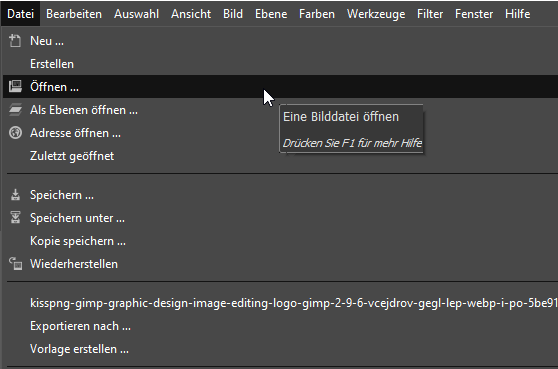 Datei Bearbeiten Auswahl Ansicht Bild Ebene Farben Werkzeuge Filter Fenster Hilfe
Neu ...
Erstellen
Öffnen ...
Als Ebenen öffnen ...
Eine Bilddatei öffnen
Adresse öffnen ...
Drücken Sie F1 für mehr Hilfe
Zuletzt geöffnet
Speichern ...
Speichern unter ...
Kopie speichern ...
Wiederherstellen
kisspng-gimp-graphic-design-image-editing-logo-gimp-2-9-6-vcejdrov-gegl-lep-webp-i-po-5be91
Exportieren nach ...
Vorlage erstellen ...